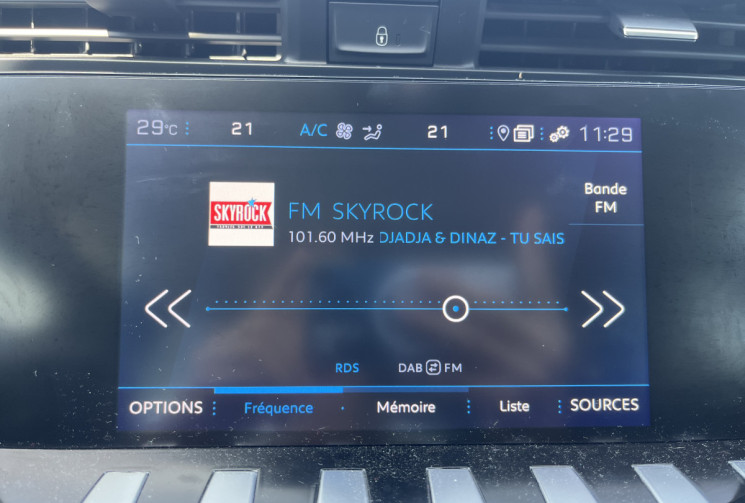 29°C 21 A/C 21 11:29
Bande
FM
SKYROCK
FM SKYROCK
101.60 MHz DJADJA & DINAZ - TU SAIS
RDS DAB FM
OPTIONS Fréquence Mémoire Liste SOURCES